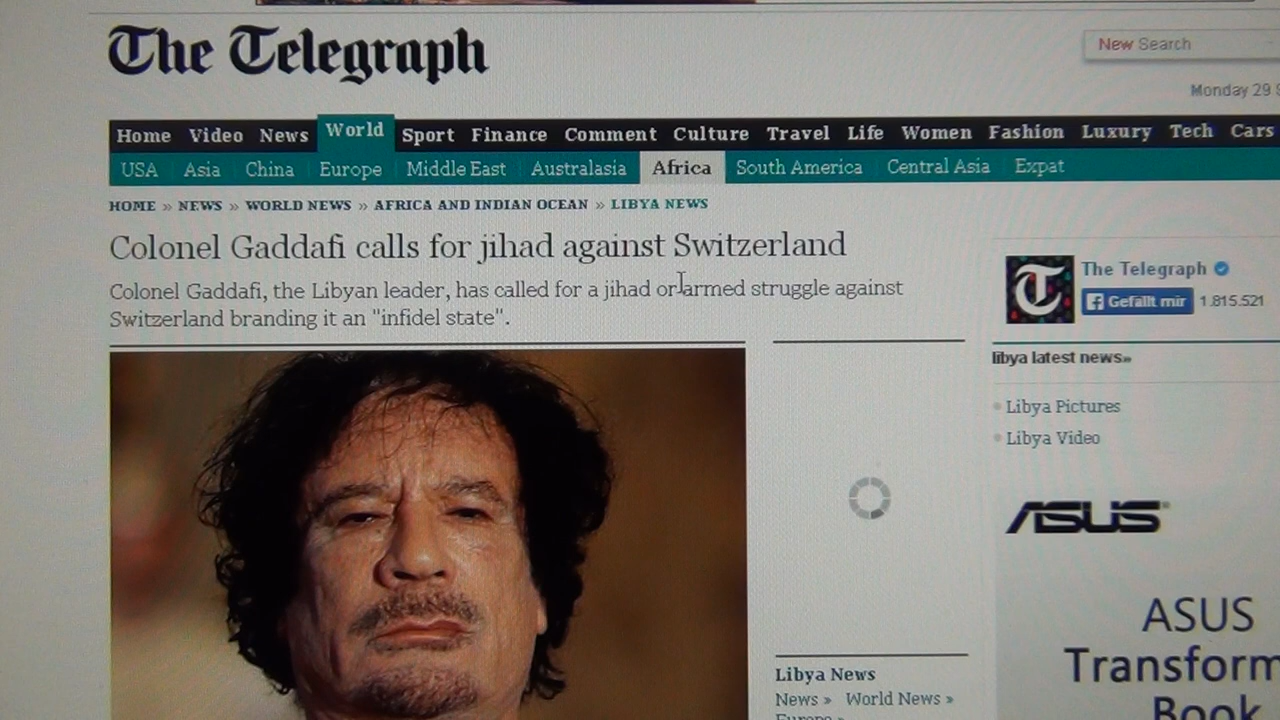 The Telegraph
New Search
Monday 29
Home Video News World Sport Finance Comment Culture Travel Life Women Fashion Luxury Tech Cars
USA Asia China Europe Middle East Australasia Africa South America Central Asia Expat
HOME » NEWS » WORLD NEWS » AFRICA AND INDIAN OCEAN » LIBYA NEWS
Colonel Gaddafi calls for jihad against Switzerland
Colonel Gaddafi, the Libyan leader, has called for a jihad or armed struggle against
Switzerland branding it an "infidel state".
The Telegraph
Gefällt mir 1.815.521
libya latest news»
Libya Pictures
Libya Video
ASUS
ASUS
Transform
Book
Libya News
News » World News »
Europe »